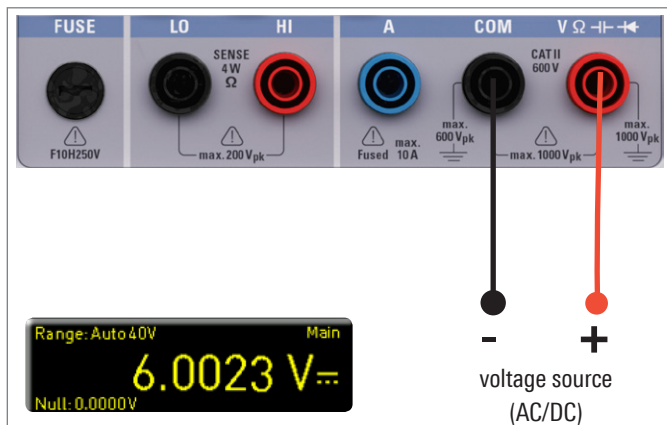 FUSE LO HI A COM V Ω ⊣⊢ ⏵|
SENSE
4 W
Ω
CAT II
600 V
F10H250V
max. 200 Vpk
Fused
max.
10 A
max.
600 Vpk
max. 1000 Vpk
max.
1000 Vpk
Range: Auto 40V Main
6.0023 V⎓
Null: 0.0000V
- +
voltage source
(AC/DC)